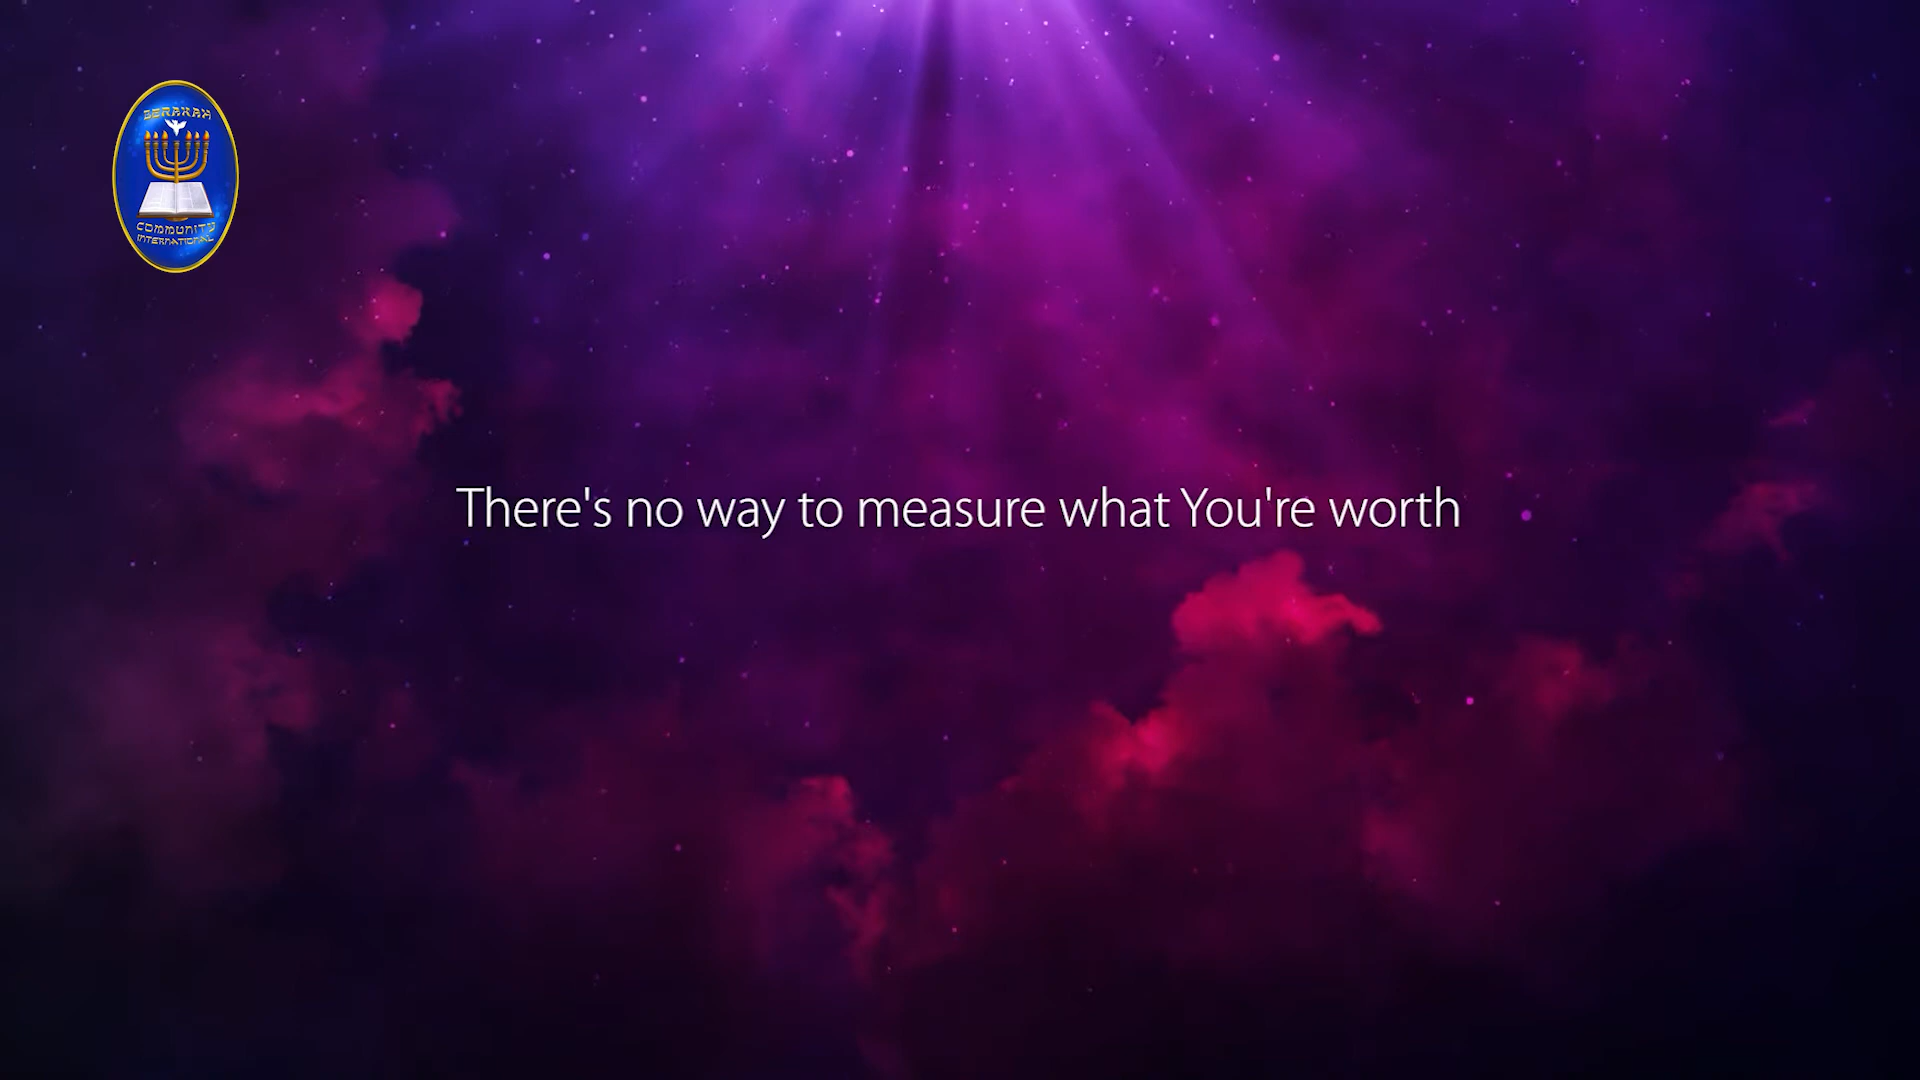 BERAKAH
COMMUNITY
INTERNATIONAL
There's no way to measure what You're worth